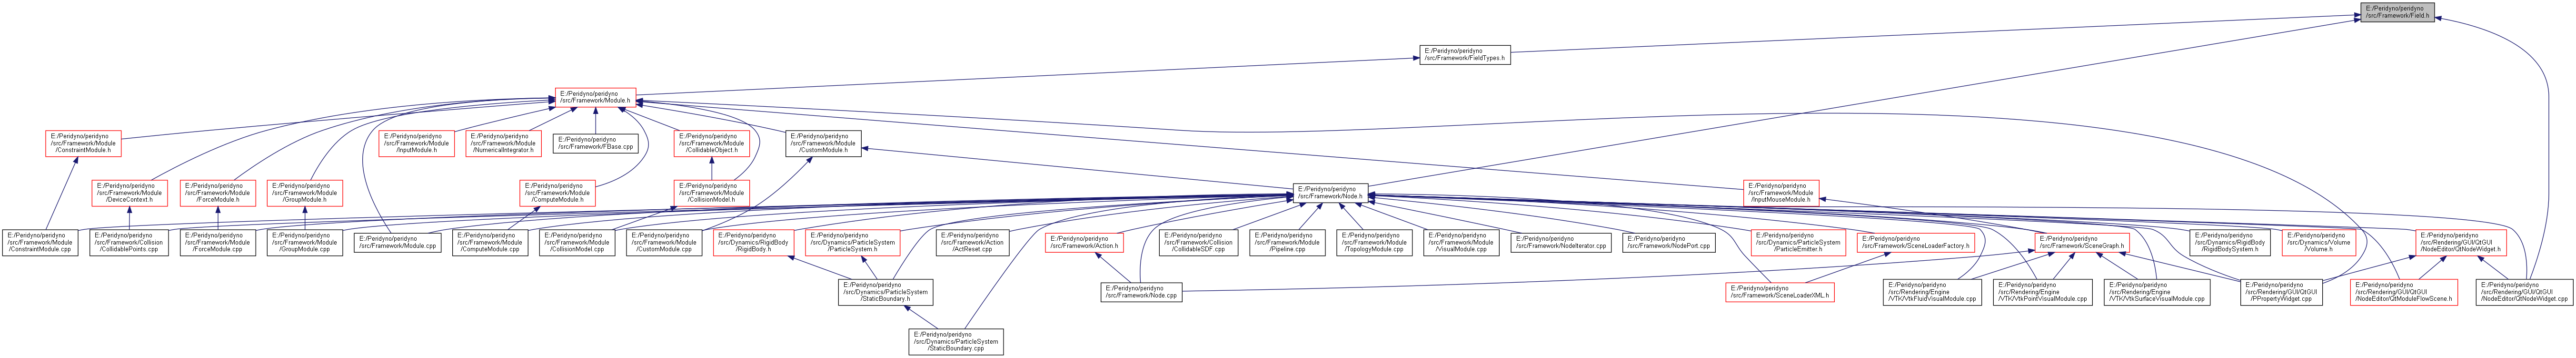 E:/Peridyno/peridyno
/src/Framework/Field.h
E:/Peridyno/peridyno
/src/Framework/FieldTypes.h
E:/Peridyno/peridyno
/src/Framework/Module.h
E:/Peridyno/peridyno
/src/Framework/Module
/ConstraintModule.h
E:/Peridyno/peridyno
/src/Framework/Module
/InputModule.h
E:/Peridyno/peridyno
/src/Framework/Module
/NumericalIntegrator.h
E:/Peridyno/peridyno
/src/Framework/FBase.cpp
E:/Peridyno/peridyno
/src/Framework/Module
/CollidableObject.h
E:/Peridyno/peridyno
/src/Framework/Module
/CustomModule.h
E:/Peridyno/peridyno
/src/Framework/Module
/DeviceContext.h
E:/Peridyno/peridyno
/src/Framework/Module
/ForceModule.h
E:/Peridyno/peridyno
/src/Framework/Module
/GroupModule.h
E:/Peridyno/peridyno
/src/Framework/Module
/ComputeModule.h
E:/Peridyno/peridyno
/src/Framework/Module
/CollisionModel.h
E:/Peridyno/peridyno
/src/Framework/Node.h
E:/Peridyno/peridyno
/src/Framework/Module
/InputMouseModule.h
E:/Peridyno/peridyno
/src/Framework/Module
/ConstraintModule.cpp
E:/Peridyno/peridyno
/src/Framework/Collision
/CollidablePoints.cpp
E:/Peridyno/peridyno
/src/Framework/Module
/ForceModule.cpp
E:/Peridyno/peridyno
/src/Framework/Module
/GroupModule.cpp
E:/Peridyno/peridyno
/src/Framework/Module.cpp
E:/Peridyno/peridyno
/src/Framework/Module
/ComputeModule.cpp
E:/Peridyno/peridyno
/src/Framework/Module
/CollisionModel.cpp
E:/Peridyno/peridyno
/src/Framework/Module
/CustomModule.cpp
E:/Peridyno/peridyno
/src/Dynamics/RigidBody
/RigidBody.h
E:/Peridyno/peridyno
/src/Dynamics/ParticleSystem
/ParticleSystem.h
E:/Peridyno/peridyno
/src/Framework/Action
/ActReset.cpp
E:/Peridyno/peridyno
/src/Framework/Action.h
E:/Peridyno/peridyno
/src/Framework/Collision
/CollidableSDF.cpp
E:/Peridyno/peridyno
/src/Framework/Module
/Pipeline.cpp
E:/Peridyno/peridyno
/src/Framework/Module
/TopologyModule.cpp
E:/Peridyno/peridyno
/src/Framework/Module
/VisualModule.cpp
E:/Peridyno/peridyno
/src/Framework/NodeIterator.cpp
E:/Peridyno/peridyno
/src/Framework/NodePort.cpp
E:/Peridyno/peridyno
/src/Dynamics/ParticleSystem
/ParticleEmitter.h
E:/Peridyno/peridyno
/src/Framework/SceneLoaderFactory.h
E:/Peridyno/peridyno
/src/Framework/SceneGraph.h
E:/Peridyno/peridyno
/src/Dynamics/RigidBody
/RigidBodySystem.h
E:/Peridyno/peridyno
/src/Dynamics/Volume
/Volume.h
E:/Peridyno/peridyno
/src/Rendering/GUI/QtGUI
/NodeEditor/QtNodeWidget.h
E:/Peridyno/peridyno
/src/Dynamics/ParticleSystem
/StaticBoundary.h
E:/Peridyno/peridyno
/src/Framework/Node.cpp
E:/Peridyno/peridyno
/src/Framework/SceneLoaderXML.h
E:/Peridyno/peridyno
/src/Rendering/Engine
/VTK/VtkFluidVisualModule.cpp
E:/Peridyno/peridyno
/src/Rendering/Engine
/VTK/VtkPointVisualModule.cpp
E:/Peridyno/peridyno
/src/Rendering/Engine
/VTK/VtkSurfaceVisualModule.cpp
E:/Peridyno/peridyno
/src/Rendering/GUI/QtGUI
/PPropertyWidget.cpp
E:/Peridyno/peridyno
/src/Rendering/GUI/QtGUI
/NodeEditor/QtModuleFlowScene.h
E:/Peridyno/peridyno
/src/Rendering/GUI/QtGUI
/NodeEditor/QtNodeWidget.cpp
E:/Peridyno/peridyno
/src/Dynamics/ParticleSystem
/StaticBoundary.cpp